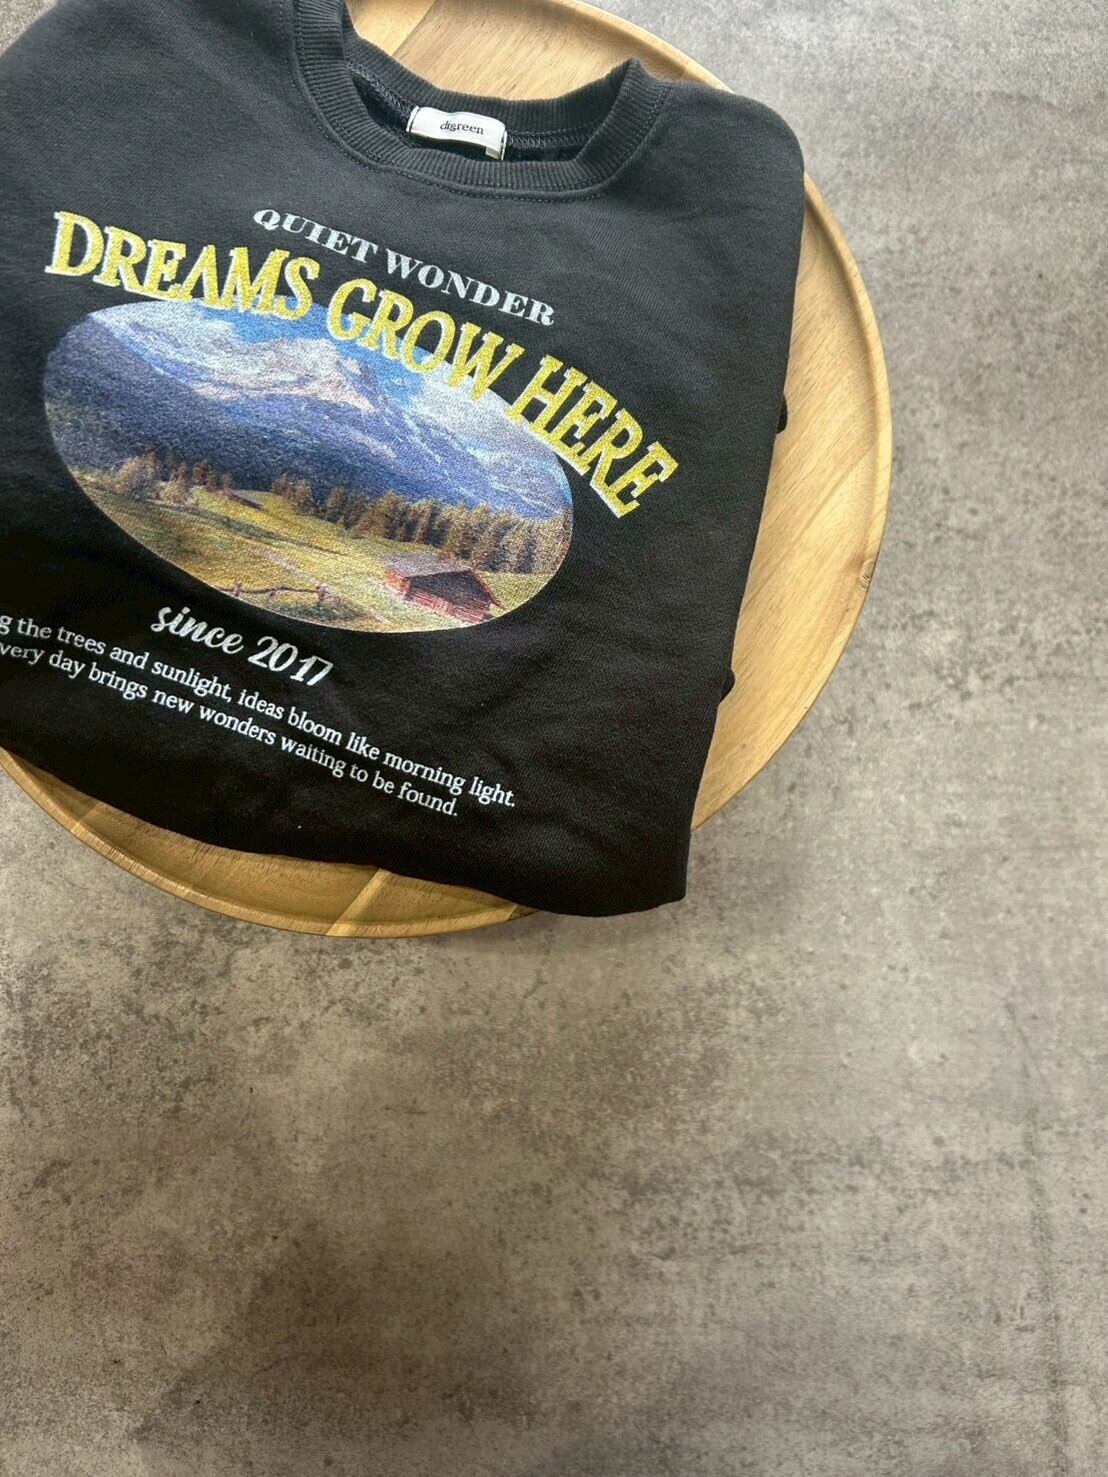 digreen
QUIET WONDER
DREAMS GROW HERE
since 2017
the trees and sunlight, ideas bloom like morning light.
day brings new wonders waiting to be found.